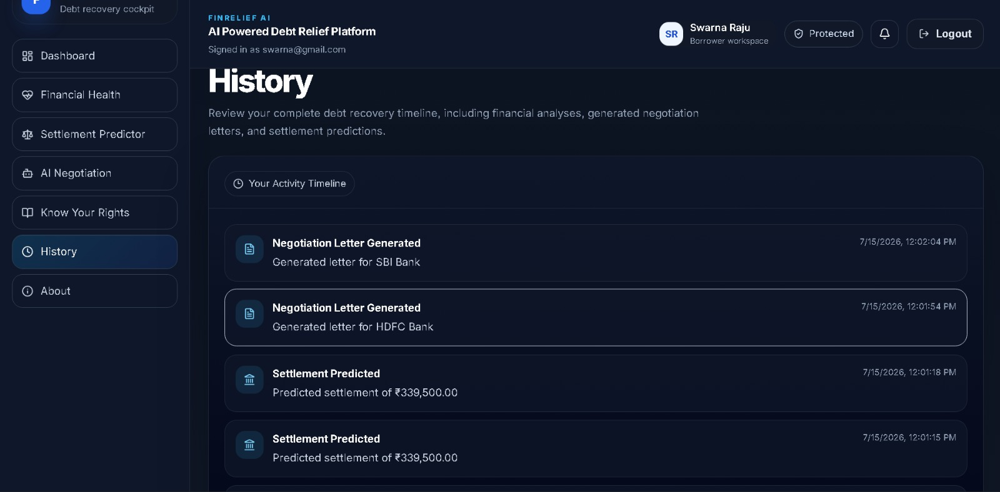 Debt recovery cockpit
Dashboard
Financial Health
Settlement Predictor
AI Negotiation
Know Your Rights
History
About
FINRELIEF AI
AI Powered Debt Relief Platform
Signed in as swarna@gmail.com
SR
Swarna Raju
Borrower workspace
Protected
Logout
History
Review your complete debt recovery timeline, including financial analyses, generated negotiation
letters, and settlement predictions.
Your Activity Timeline
Negotiation Letter Generated
7/15/2026, 12:02:04 PM
Generated letter for SBI Bank
Negotiation Letter Generated
7/15/2026, 12:01:54 PM
Generated letter for HDFC Bank
Settlement Predicted
7/15/2026, 12:01:18 PM
Predicted settlement of ₹339,500.00
Settlement Predicted
7/15/2026, 12:01:15 PM
Predicted settlement of ₹339,500.00